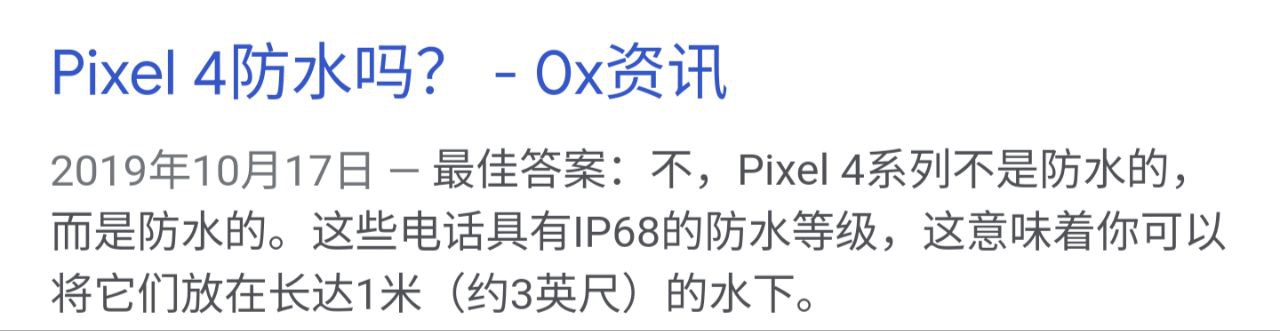 Pixel 4防水吗？ - 0x资讯
2019年10月17日 — 最佳答案：不，Pixel 4系列不是防水的，
而是防水的。这些电话具有IP68的防水等级，这意味着你可以
将它们放在长达1米（约3英尺）的水下。